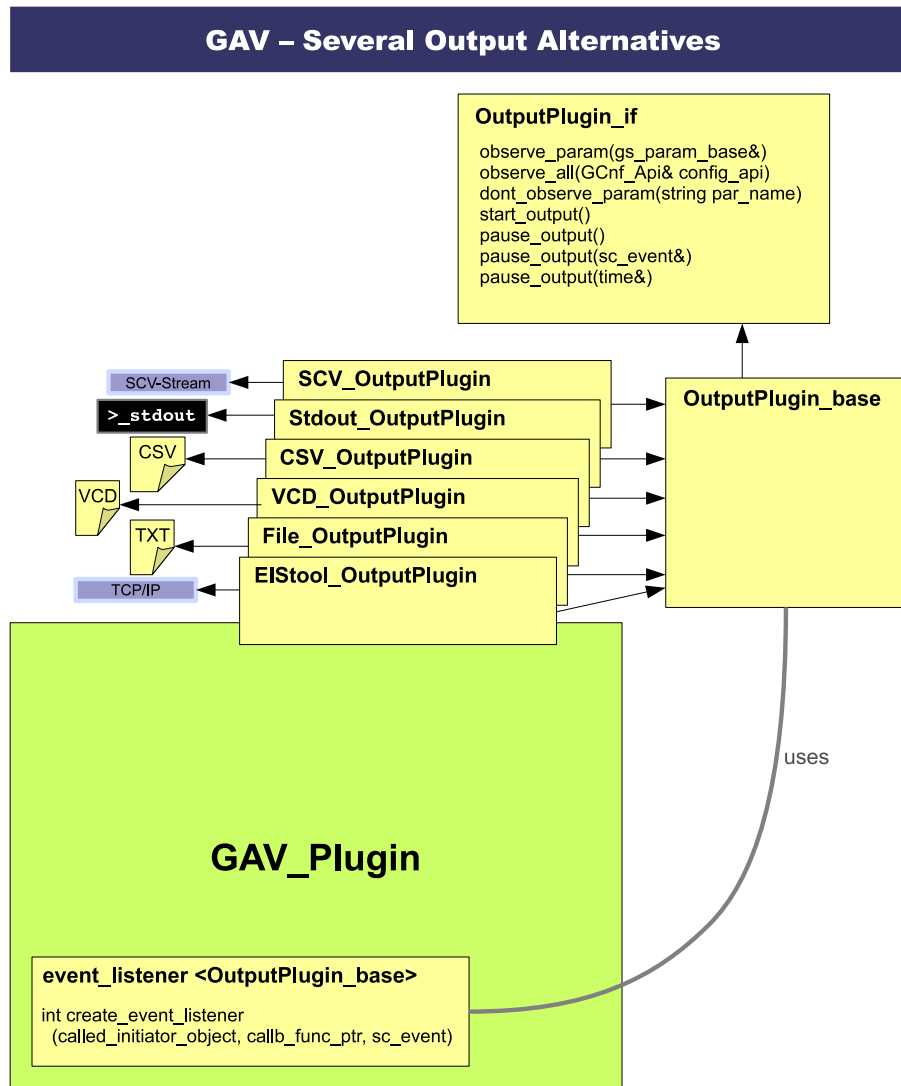 GAV – Several Output Alternatives
OutputPlugin_if
observe_param(gs_param_base&)
observe_all(GCnf_Api& config_api)
dont_observe_param(string par_name)
start_output()
pause_output()
pause_output(sc_event&)
pause_output(time&)
SCV-Stream
SCV_OutputPlugin
OutputPlugin_base
>_stdout
Stdout_OutputPlugin
CSV
CSV_OutputPlugin
VCD
VCD_OutputPlugin
TXT
File_OutputPlugin
TCP/IP
EIStool_OutputPlugin
uses
GAV_Plugin
event_listener <OutputPlugin_base>
int create_event_listener
(called_initiator_object, callb_func_ptr, sc_event)